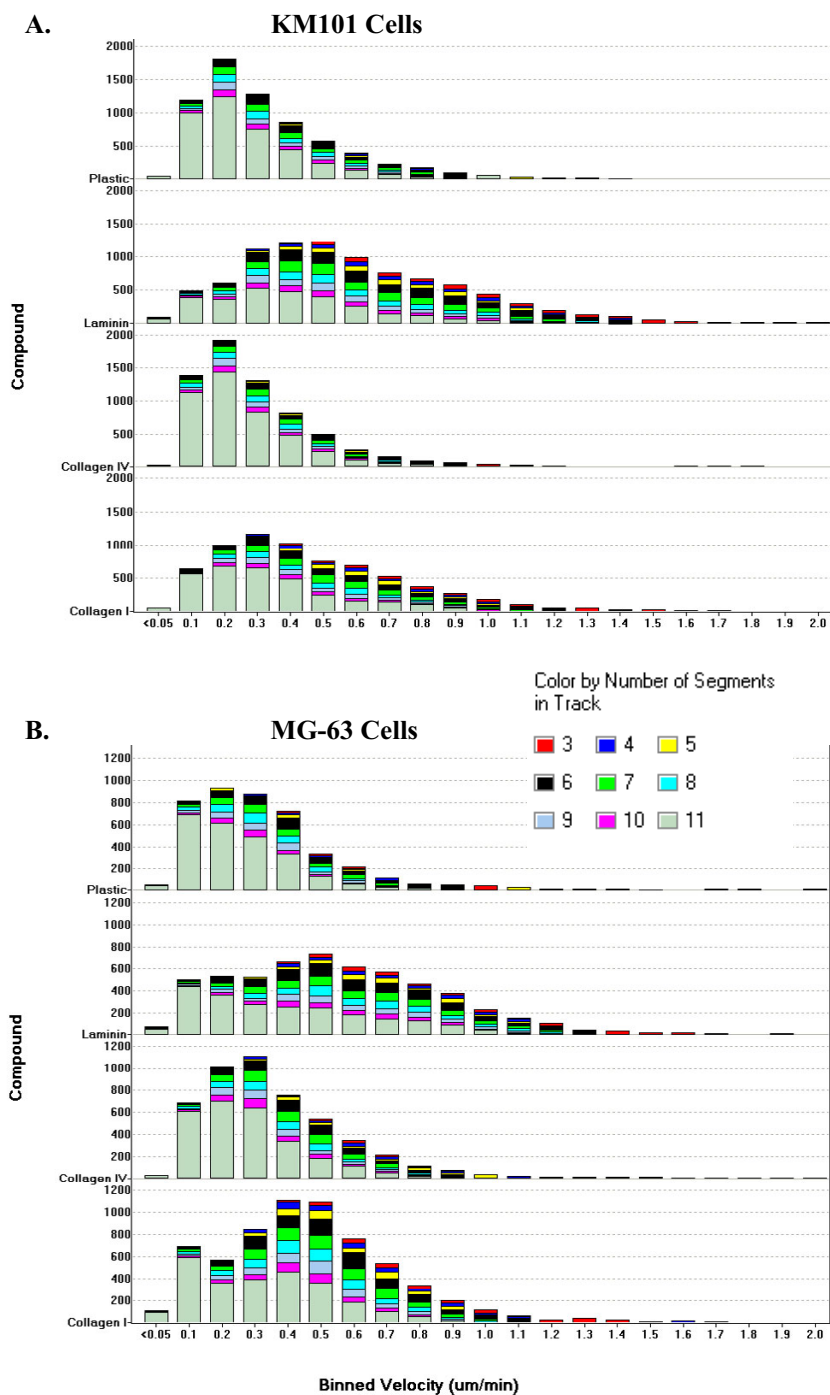 A. KM101 Cells
2000
1500
1000
500
Plastic
2000
1500
1000
500
Laminin
2000
1500
1000
500
Collagen IV
2000
1500
1000
500
Collagen I
Compound
<0.05 0.1 0.2 0.3 0.4 0.5 0.6 0.7 0.8 0.9 1.0 1.1 1.2 1.3 1.4 1.5 1.6 1.7 1.8 1.9 2.0
Color by Number of Segments
in Track
3 4 5
6 7 8
9 10 11
B. MG-63 Cells
1200
1000
800
600
400
200
Plastic
1200
1000
800
600
400
200
Laminin
1200
1000
800
600
400
200
Collagen IV
1200
1000
800
600
400
200
Collagen I
Compound
<0.05 0.1 0.2 0.3 0.4 0.5 0.6 0.7 0.8 0.9 1.0 1.1 1.2 1.3 1.4 1.5 1.6 1.7 1.8 1.9 2.0
Binned Velocity (um/min)